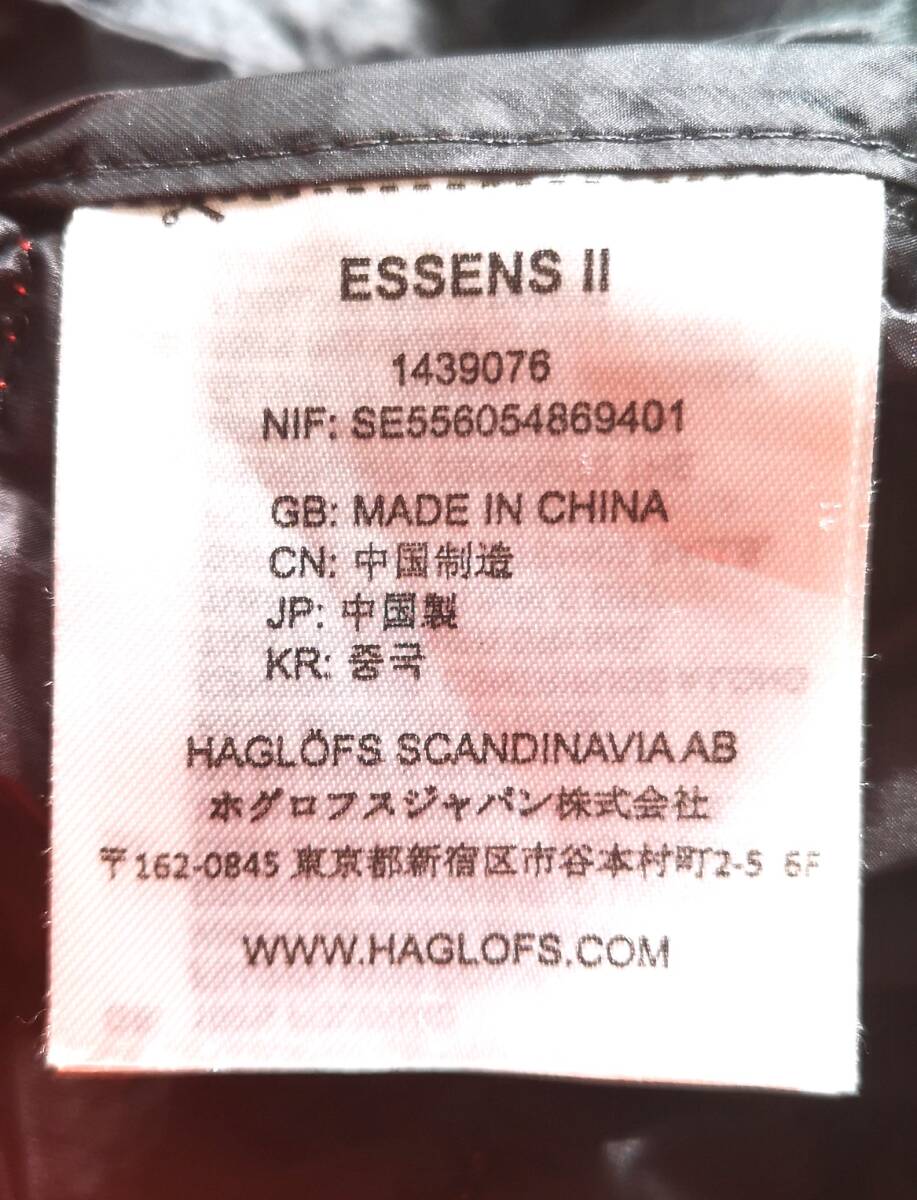 ESSENS II
1439076
NIF: SE556054869401
GB: MADE IN CHINA
CN: 中国制造
JP: 中国製
KR: 중국
HAGLÖFS SCANDINAVIA AB
ホグロフスジャパン株式会社
〒162-0845 東京都新宿区市谷本村町2-5 6F
WWW.HAGLOFS.COM